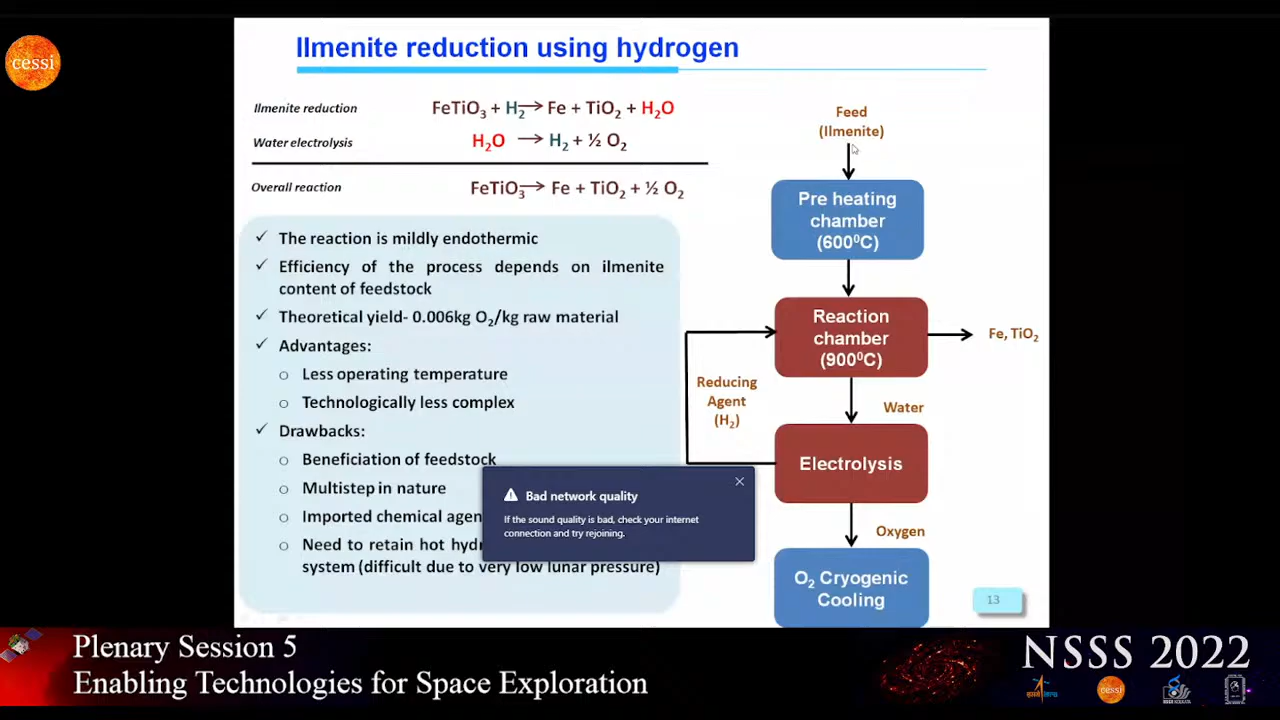 cessi
Ilmenite reduction using hydrogen
Ilmenite reduction FeTiO₃ + H₂→ Fe + TiO₂ + H₂O
Water electrolysis H₂O → H₂ + ½ O₂
Overall reaction FeTiO₃→ Fe + TiO₂ + ½ O₂
✓ The reaction is mildly endothermic
✓ Efficiency of the process depends on ilmenite
content of feedstock
✓ Theoretical yield- 0.006kg O₂/kg raw material
✓ Advantages:
o Less operating temperature
o Technologically less complex
✓ Drawbacks:
o Beneficiation of feedstock
o Multistep in nature
o Imported chemical agen
o Need to retain hot hydr
system (difficult due to very low lunar pressure)
Bad network quality
If the sound quality is bad, check your internet
connection and try rejoining.
Feed
(Ilmenite)
Pre heating
chamber
(600⁰C)
Reaction
chamber
(900⁰C)
Fe, TiO₂
Reducing
Agent
(H₂)
Water
Electrolysis
Oxygen
O₂ Cryogenic
Cooling
13
Plenary Session 5
Enabling Technologies for Space Exploration
NSSS 2022
cessi